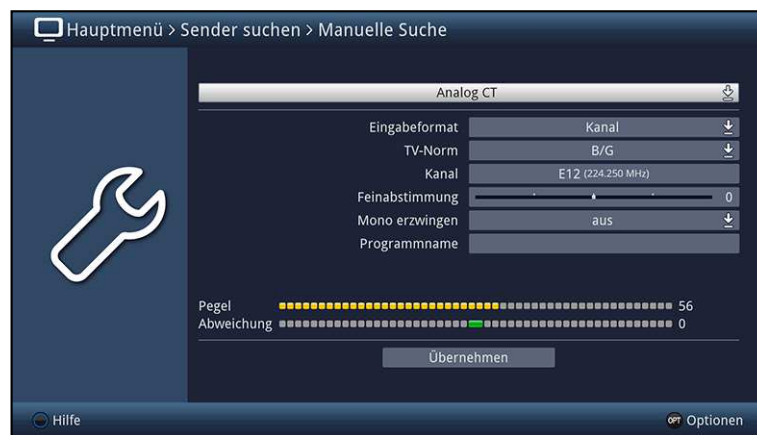 Hauptmenü > Sender suchen > Manuelle Suche
Analog CT
Eingabeformat Kanal
TV-Norm B/G
Kanal E12 (224.250 MHz)
Feinabstimmung 0
Mono erzwingen aus
Programmname
Pegel 56
Abweichung 0
Übernehmen
Hilfe OPT Optionen